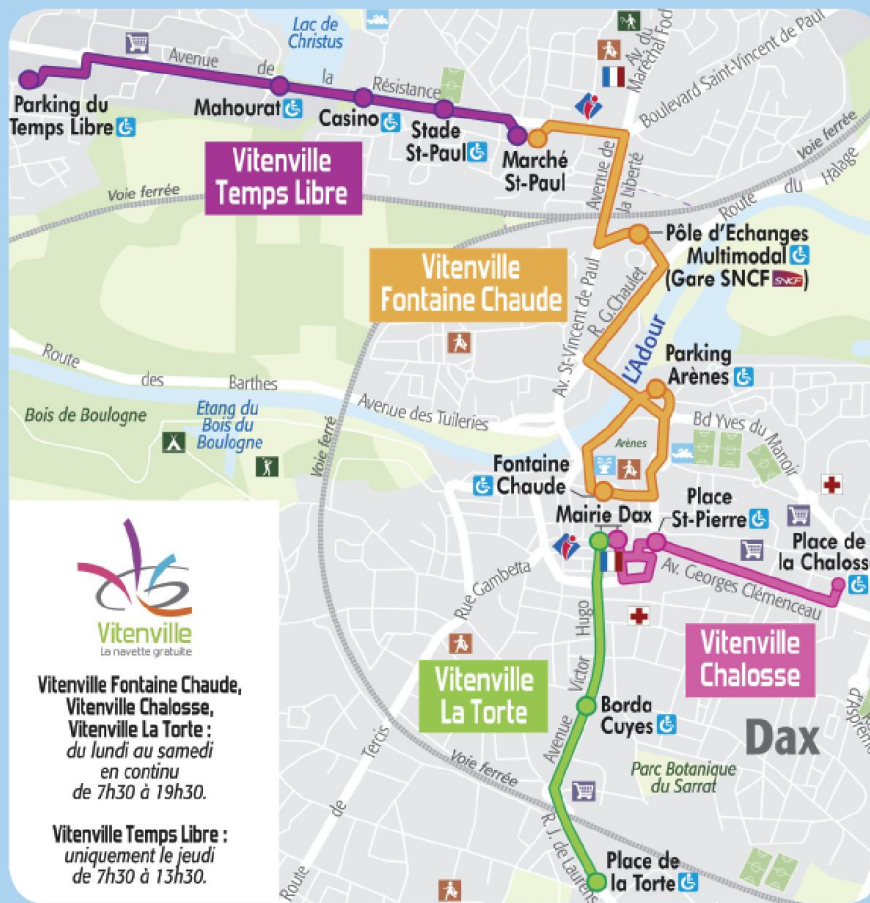 Lac de
Christus
Avenue
de
la
Résistance
Parking du
Temps Libre
Mahourat
Casino
Stade
St-Paul
Marché
St-Paul
Vitenville
Temps Libre
Av. du
Maréchal Foch
Boulevard Saint-Vincent de Paul
Avenue de
la Liberté
Voie ferrée
Route
du
Halage
Voie ferrée
Pôle d'Echanges
Multimodal
(Gare SNCF SNCF)
Vitenville
Fontaine Chaude
Av. St-Vincent de Paul
R. G.Chaulet
L'Adour
Parking
Arènes
Route
des
Barthes
Avenue des Tuileries
Bois de Boulogne
Etang du
Bois du
Boulogne
Voie ferré
Bd Yves du Manoir
Arènes
Fontaine
Chaude
Mairie Dax
Place
St-Pierre
Place de
la Chalosse
Av. Georges Clémenceau
Rue Gambetta
Vitenville
Chalosse
Vitenville
La Torte
Avenue
Victor
Hugo
Borda
Cuyes
Dax
Parc Botanique
du Sarrat
Voie ferrée
Route
de
Tercis
R. J. de Laurens
Place de
la Torte
Vitenville
La navette gratuite
Vitenville Fontaine Chaude,
Vitenville Chalosse,
Vitenville La Torte :
du lundi au samedi
en continu
de 7h30 à 19h30.
Vitenville Temps Libre :
uniquement le jeudi
de 7h30 à 13h30.